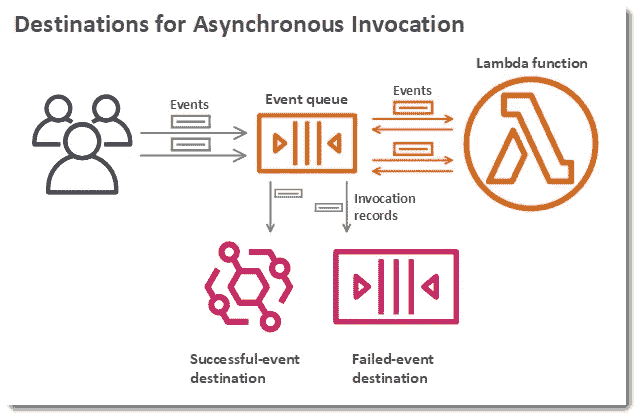 Destinations for Asynchronous Invocation
Lambda function
Events
Event queue
Events
Invocation
records
Successful-event
destination
Failed-event
destination